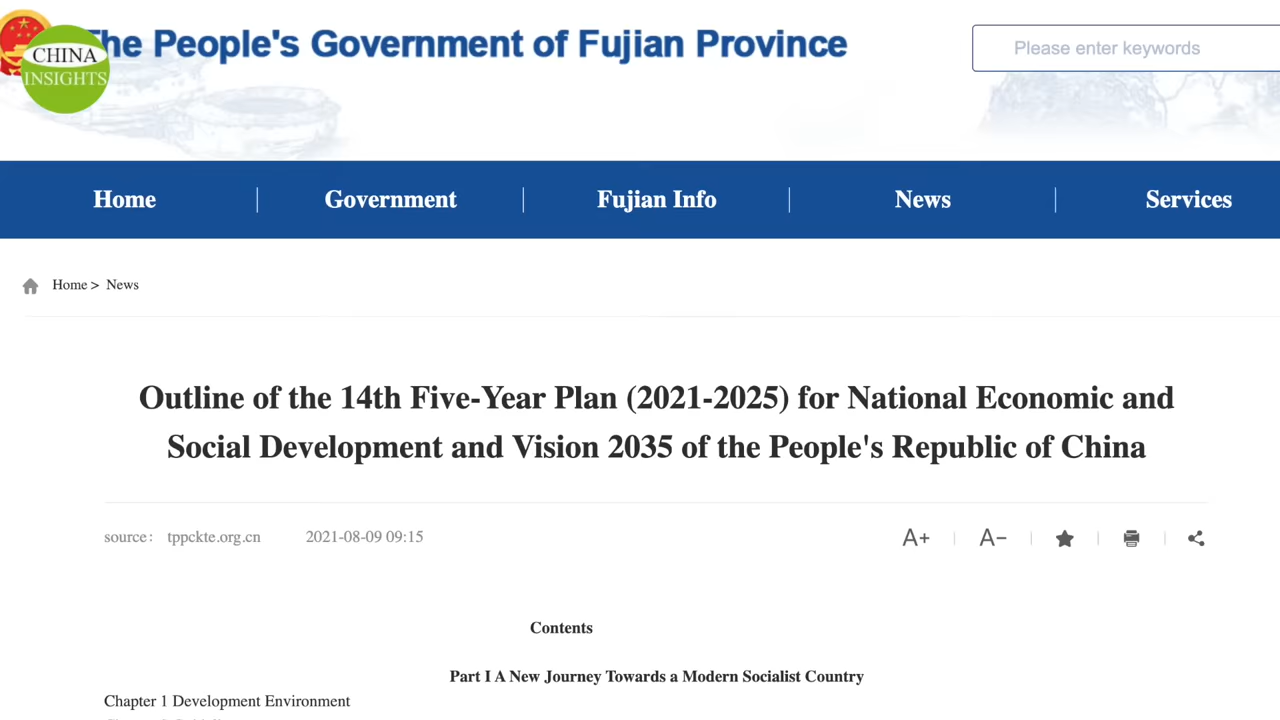 The People's Government of Fujian Province
CHINA
INSIGHTS
Please enter keywords
Home
Government
Fujian Info
News
Services
Home > News
Outline of the 14th Five-Year Plan (2021-2025) for National Economic and
Social Development and Vision 2035 of the People's Republic of China
source: tppckte.org.cn 2021-08-09 09:15
A+ A-
Contents
Part I A New Journey Towards a Modern Socialist Country
Chapter 1 Development Environment